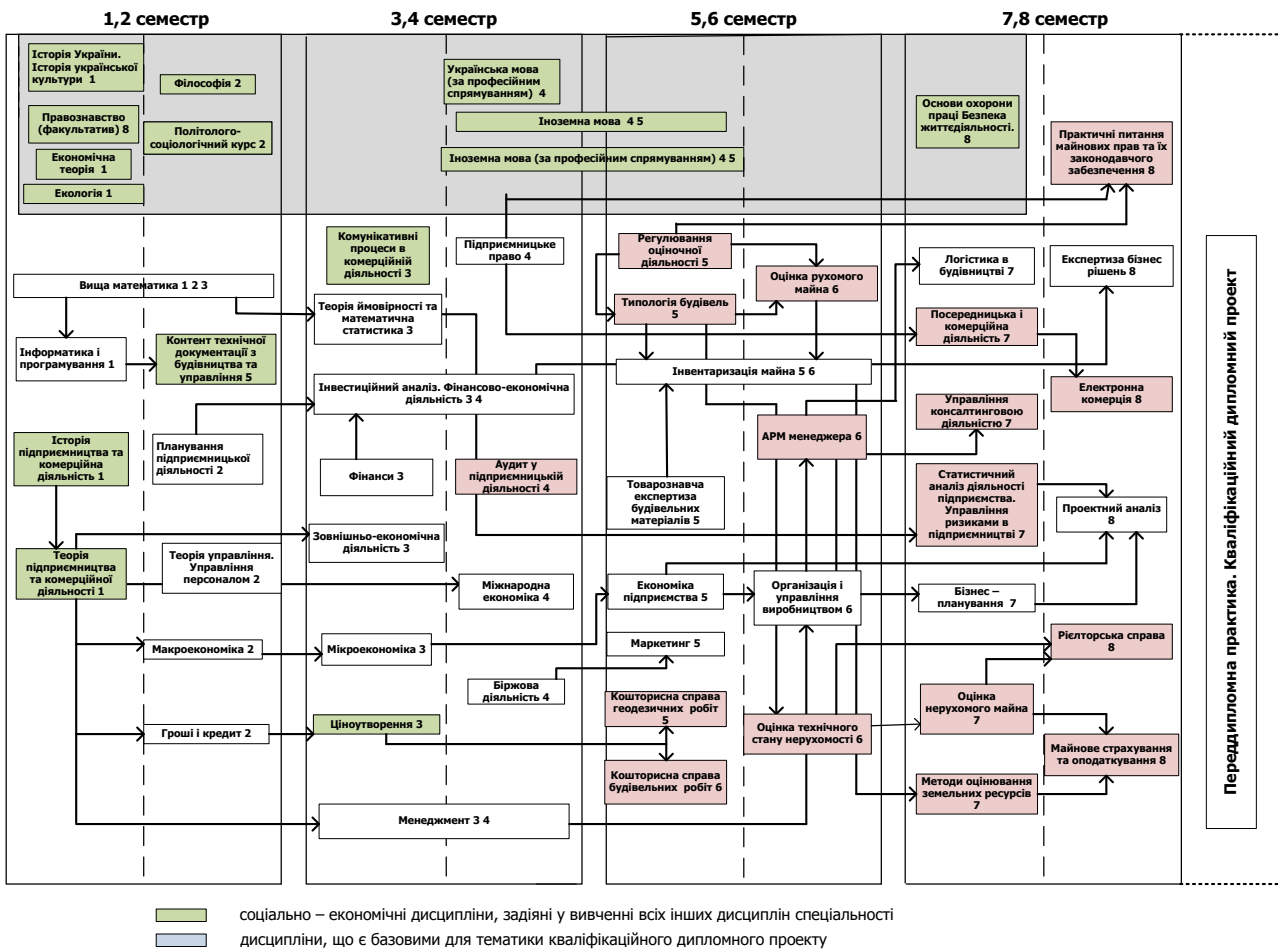 1,2 семестр
3,4 семестр
5,6 семестр
7,8 семестр
Історія України.
Історія української
культури 1
Філософія 2
Правознавство
(факультатив) 8
Політолого-
соціологічний курс 2
Економічна
теорія 1
Екологія 1
Українська мова
(за професійним
спрямуванням) 4
Іноземна мова 4 5
Іноземна мова (за професійним спрямуванням) 4 5
Основи охорони
праці Безпека
життєдіяльності.
8
Практичні питання
майнових прав та їх
законодавчого
забезпечення 8
Вища математика 1 2 3
Інформатика і
програмування 1
Контент технічної
документації з
будівництва та
управління 5
Історія
підприємництва та
комерційна
діяльність 1
Планування
підприємницької
діяльності 2
Теорія
підприємництва
та комерційної
діяльності 1
Теорія управління.
Управління
персоналом 2
Макроекономіка 2
Гроші і кредит 2
Комунікативні
процеси в
комерційній
діяльності 3
Підприємницьке
право 4
Теорія ймовірності та
математична
статистика 3
Інвестиційний аналіз. Фінансово-економічна
діяльність 3 4
Фінанси 3
Аудит у
підприємницькій
діяльності 4
Зовнішньо-економічна
діяльність 3
Міжнародна
економіка 4
Мікроекономіка 3
Біржова
діяльність 4
Ціноутворення 3
Менеджмент 3 4
Регулювання
оціночної
діяльності 5
Оцінка рухомого
майна 6
Типологія будівель
5
Інвентаризація майна 5 6
АРМ менеджера 6
Товарознавча
експертиза
будівельних
матеріалів 5
Економіка
підприємства 5
Організація і
управління
виробництвом 6
Маркетинг 5
Кошторисна справа
геодезичних робіт
5
Оцінка технічного
стану нерухомості 6
Кошторисна справа
будівельних робіт 6
Логістика в
будівництві 7
Експертиза бізнес
рішень 8
Посередницька і
комерційна
діяльність 7
Електронна
комерція 8
Управління
консалтинговою
діяльністю 7
Статистичний
аналіз діяльності
підприємства.
Управління
ризиками в
підприємництві 7
Проектний аналіз
8
Бізнес –
планування 7
Рієлторська справа
8
Оцінка
нерухомого майна
7
Майнове страхування
та оподаткування 8
Методи оцінювання
земельних ресурсів
7
Переддипломна практика. Кваліфікаційний дипломний проект
соціально – економічні дисципліни, задіяні у вивченні всіх інших дисциплін спеціальності
дисципліни, що є базовими для тематики кваліфікаційного дипломного проекту